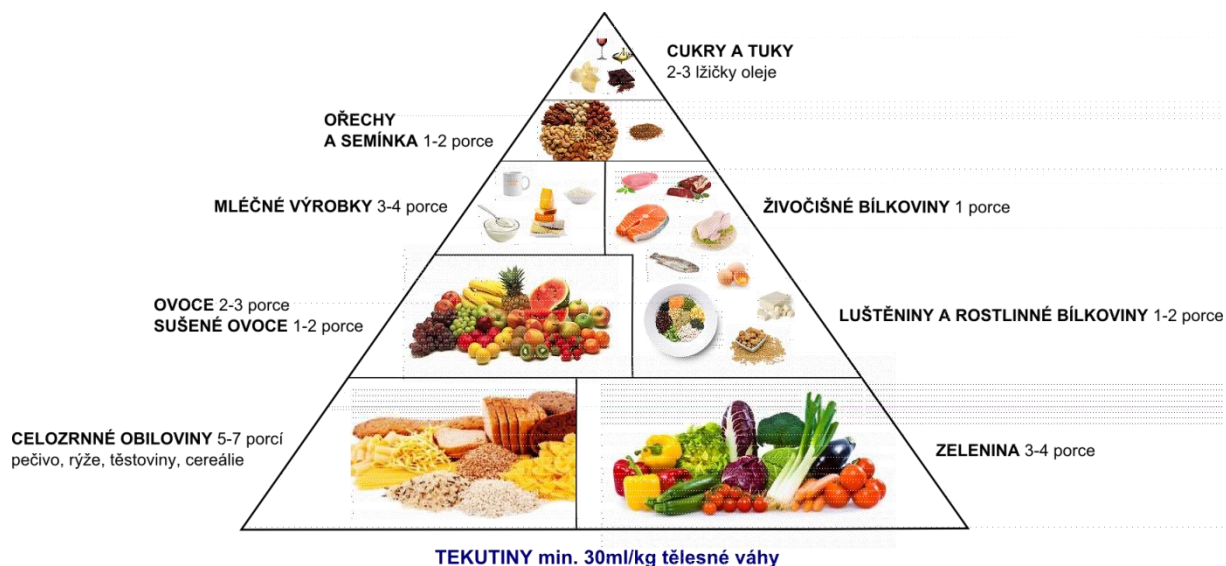 CUKRY A TUKY
2-3 lžičky oleje
OŘECHY
A SEMÍNKA 1-2 porce
MLÉČNÉ VÝROBKY 3-4 porce
ŽIVOČIŠNÉ BÍLKOVINY 1 porce
OVOCE 2-3 porce
SUŠENÉ OVOCE 1-2 porce
LUŠTĚNINY A ROSTLINNÉ BÍLKOVINY 1-2 porce
CELOZRNNÉ OBILOVINY 5-7 porcí
pečivo, rýže, těstoviny, cereálie
ZELENINA 3-4 porce
TEKUTINY min. 30ml/kg tělesné váhy